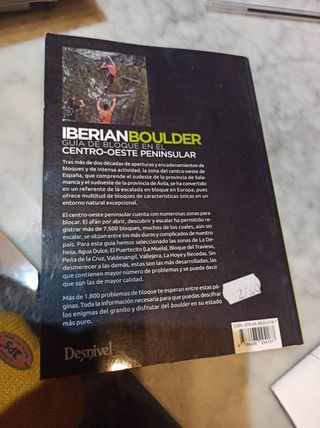 IBERIANBOULDER
GUÍA DE BLOQUE EN EL
CENTRO-OESTE PENINSULAR
Tras más de dos décadas de aperturas y encadenamientos de
bloques y de intensa actividad, la zona del centro-oeste de
España, que comprende el sudeste de la provincia de Sala-
manca y el sudoeste de la provincia de Ávila, se ha convertido
en un referente de la escalada en bloque en Europa, pues
ofrece multitud de bloques de características únicas en un
entorno natural excepcional.
El centro-oeste peninsular cuenta con numerosas zonas para
blocar. El afán por abrir, descubrir y escalar ha permitido re-
gistrar más de 7.500 bloques, muchos de los cuales, aún sin
escalar, se sitúan entre los más duros y complicados de nuestro
país. Para esta guía hemos seleccionado las zonas de La De-
hesa, Agua Dulce, El Puertecito (La Muela), Bloque del Travieso,
Peña de la Cruz, Valdesangil, Vallejera, La Hoya y Becedas. Sin
desmerecer a las demás, estas son las más desarrolladas, las
que contienen mayor número de problemas y se puede decir
que son las de mayor calidad.
Más de 1.800 problemas de bloque te esperan entre estas pá-
ginas. Toda la información necesaria para que puedas descifrar
los enigmas del granito y disfrutar del boulder en su estado
más puro.
Desnivel